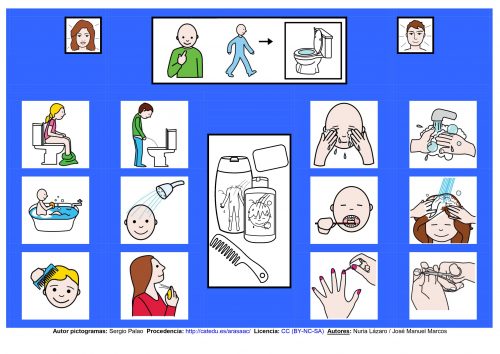 Autor pictogramas: Sergio Palao Procedencia: http://catedu.es/arasaac/ Licencia: CC (BY-NC-SA) Autores: Nuria Lázaro / José Manuel Marcos